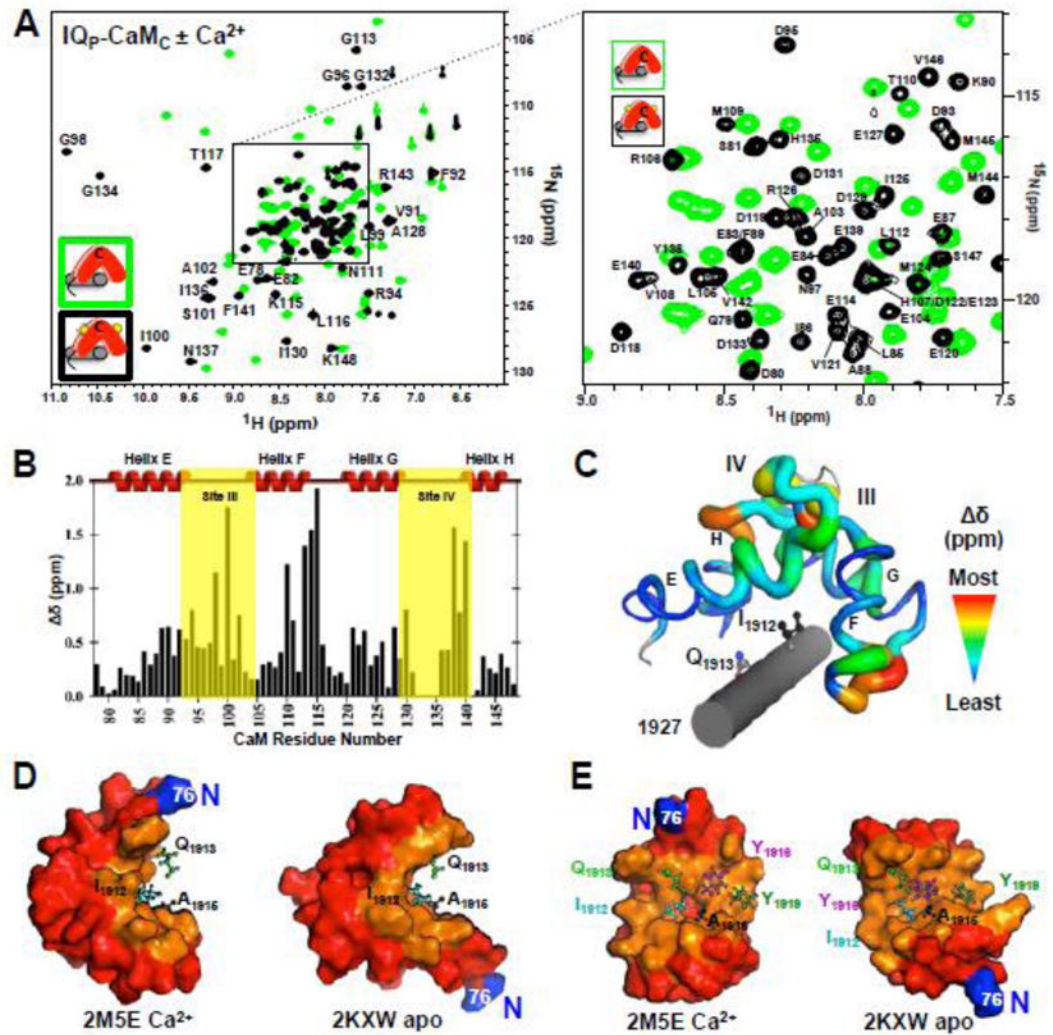 A
IQP-CaMC ± Ca2+
G113
G96 G132
G98
T117
G134
R143
F92
V91
L99
A128
A102
E78
E82
N111
I136
S101
F141
K115
R94
L116
I100
I130
N137
K148
C
C
106
110
115
120
125
130
15N (ppm)
11.0 10.5 10.0 9.5 9.0 8.5 8.0 7.5 7.0 6.6
1H (ppm)
C
C
D95
V146
T110
K90
M109
D93
H135
E127
S81
M145
R106
D131
I125
M144
R126
D129
D119
A103
E87
E83/F89
E139
L112
Y138
E84
S147
E140
M124
V108
L105
V142
N97
H107/D122/E123
E114
E104
Q79
D118
D133
I86
L85
E120
V121
D80
A88
115
120
15N (ppm)
9.0 8.5 8.0 7.5
1H (ppm)
B
Helix E
Helix F
Helix G
Helix H
Site III
Site IV
2.0
1.5
1.0
0.5
0.0
Δδ (ppm)
80 85 90 95 100 105 110 115 120 125 130 135 140 145
CaM Residue Number
C
IV
III
H
E
G
F
I1912
Q1913
1927
Δδ
(ppm)
Most
Least
D
76 N
Q1913
I1912
A1915
2M5E Ca2+
Q1913
I1912
A1915
76
N
2KXW apo
E
N 76
Y1916
Q1913
Y1919
I1912
A1915
2M5E Ca2+
Q1913
Y1919
Y1916
A1915
I1912
N
76
2KXW apo